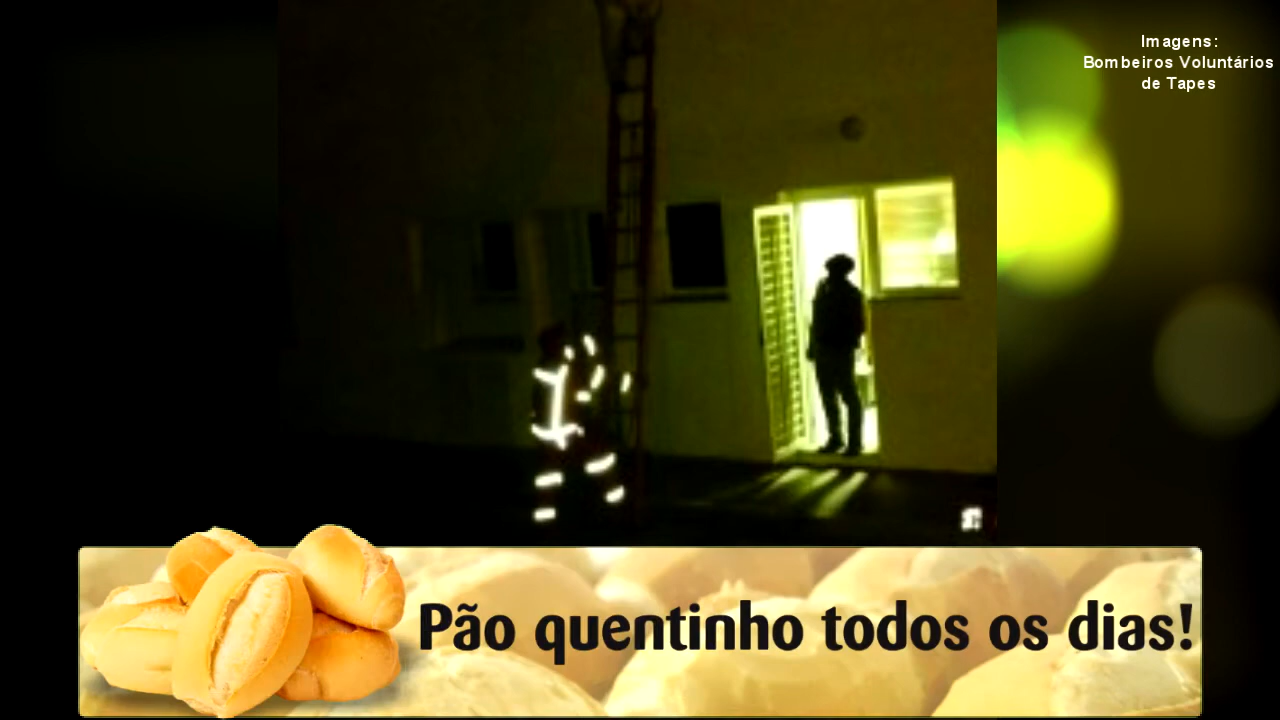 Imagens:
Bombeiros Voluntários
de Tapes
Pão quentinho todos os dias!